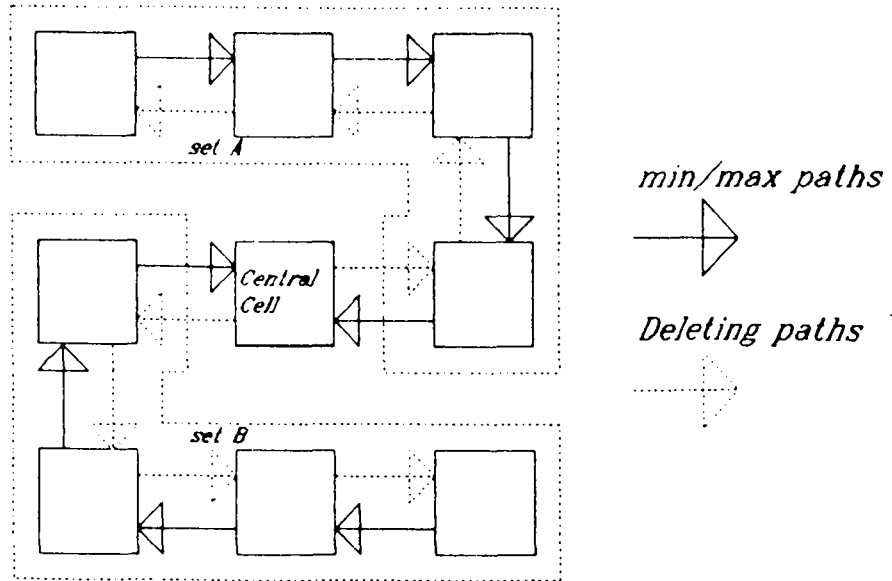 set A
min/max paths
Central
Cell
Deleting paths
set B